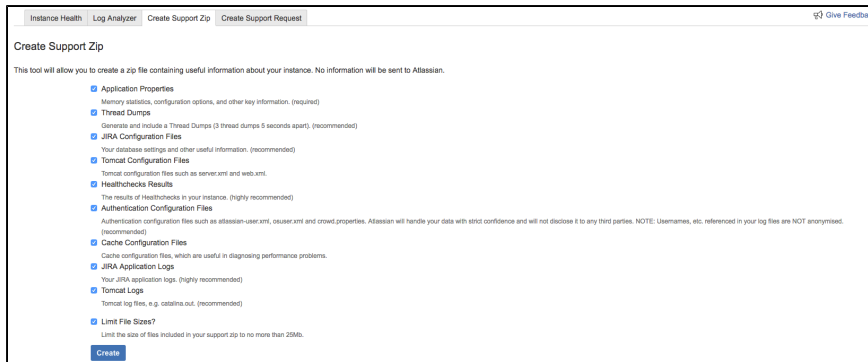 Instance Health Log Analyzer Create Support Zip Create Support Request Give Feedba
Create Support Zip
This tool will allow you to create a zip file containing useful information about your instance. No information will be sent to Atlassian.
Application Properties
Memory statistics, configuration options, and other key information. (required)
Thread Dumps
Generate and include a Thread Dumps (3 thread dumps 5 seconds apart). (recommended)
JIRA Configuration Files
Your database settings and other useful information. (recommended)
Tomcat Configuration Files
Tomcat configuration files such as server.xml and web.xml.
Healthchecks Results
The results of Healthchecks in your instance. (highly recommended)
Authentication Configuration Files
Authentication configuration files such as atlassian-user.xml, osuser.xml and crowd.properties. Atlassian will handle your data with strict confidence and will not disclose it to any third parties. NOTE: Usernames, etc. referenced in your log files are NOT anonymised.
(recommended)
Cache Configuration Files
Cache configuration files, which are useful in diagnosing performance problems.
JIRA Application Logs
Your JIRA application logs. (highly recommended)
Tomcat Logs
Tomcat log files, e.g. catalina.out. (recommended)
Limit File Sizes?
Limit the size of files included in your support zip to no more than 25Mb.
Create